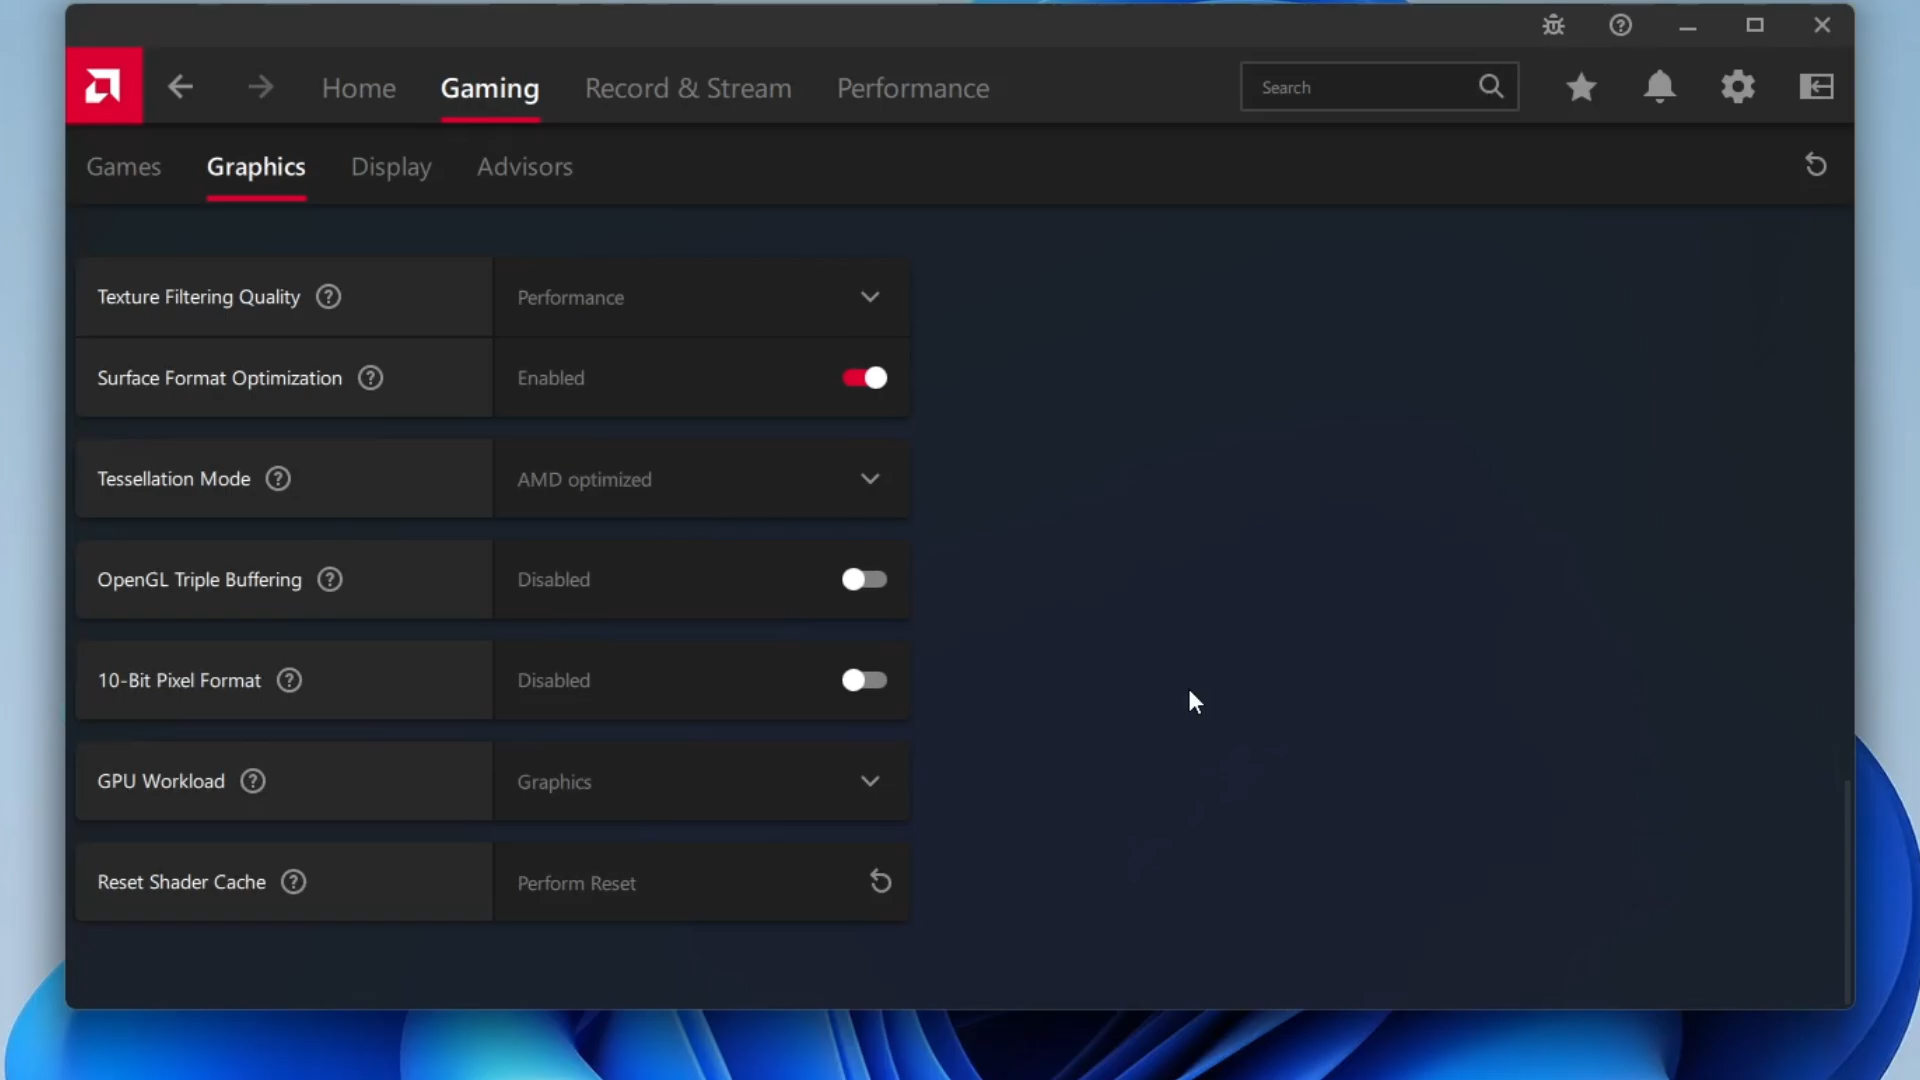 Home Gaming Record & Stream Performance Search
Games Graphics Display Advisors
Texture Filtering Quality ? Performance
Surface Format Optimization ? Enabled
Tessellation Mode ? AMD optimized
OpenGL Triple Buffering ? Disabled
10-Bit Pixel Format ? Disabled
GPU Workload ? Graphics
Reset Shader Cache ? Perform Reset